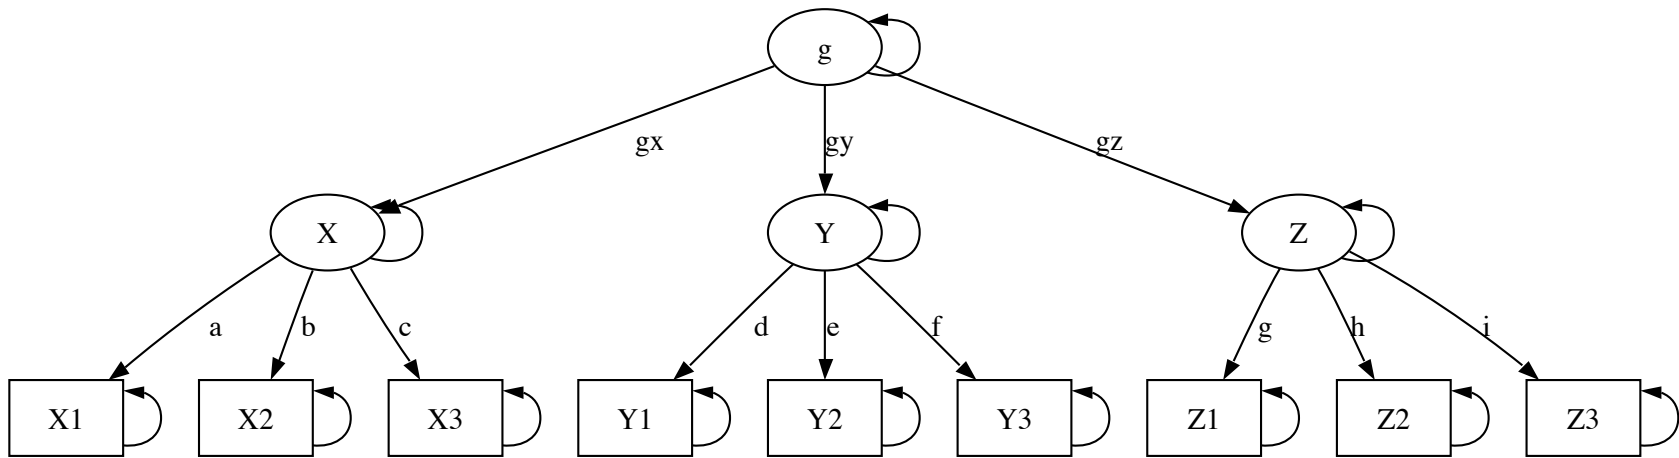 g
gx gy gz
X Y Z
a b c d e f g h i
X1 X2 X3 Y1 Y2 Y3 Z1 Z2 Z3